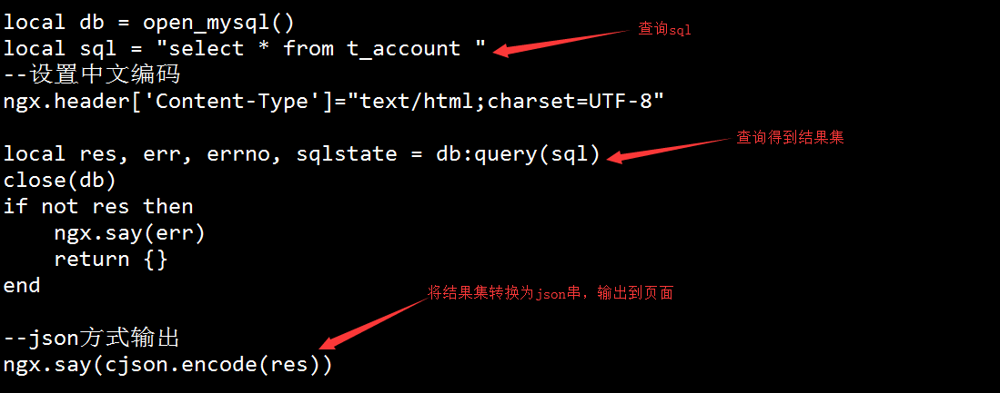 local db = open_mysql()
查询sql
local sql = "select * from t_account "
--设置中文编码
ngx.header['Content-Type']="text/html;charset=UTF-8"
查询得到结果集
local res, err, errno, sqlstate = db:query(sql)
close(db)
if not res then
    ngx.say(err)
    return {}
end
将结果集转换为json串，输出到页面
--json方式输出
ngx.say(cjson.encode(res))